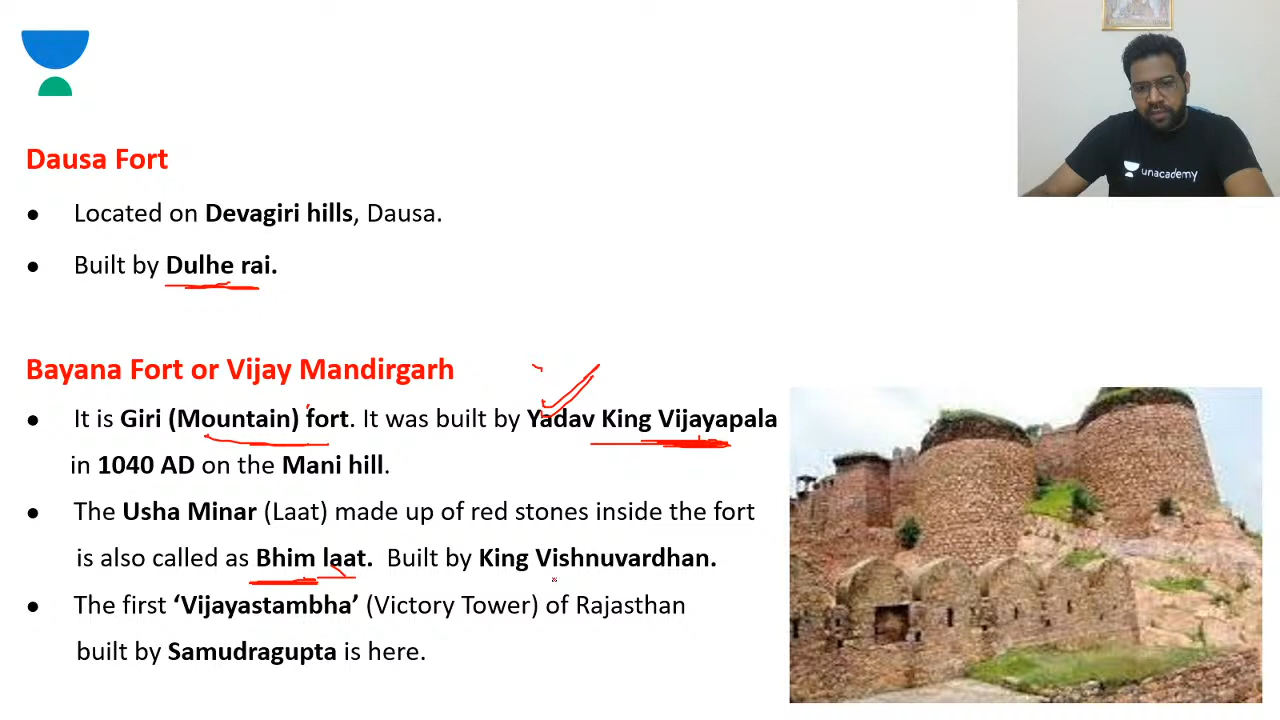 unacademy
Dausa Fort
● Located on Devagiri hills, Dausa.
● Built by Dulhe rai.
Bayana Fort or Vijay Mandirgarh
● It is Giri (Mountain) fort. It was built by Yadav King Vijayapala
in 1040 AD on the Mani hill.
● The Usha Minar (Laat) made up of red stones inside the fort
is also called as Bhim laat. Built by King Vishnuvardhan.
● The first ‘Vijayastambha’ (Victory Tower) of Rajasthan
built by Samudragupta is here.